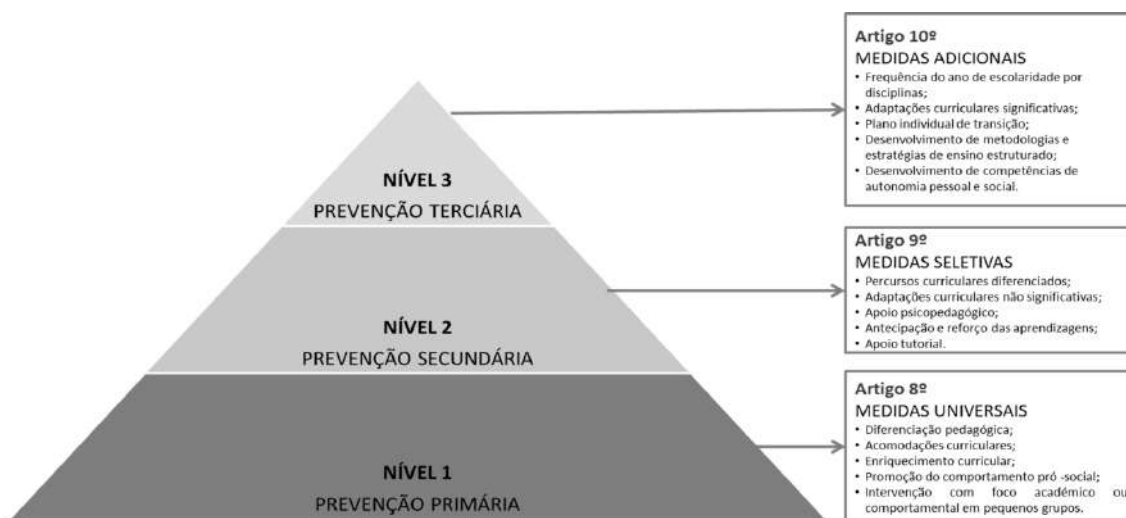 Artigo 10º
MEDIDAS ADICIONAIS
• Frequência do ano de escolaridade por
disciplinas;
• Adaptações curriculares significativas;
• Plano individual de transição;
• Desenvolvimento de metodologias e
estratégias de ensino estruturado;
• Desenvolvimento de competências de
autonomia pessoal e social.
NÍVEL 3
PREVENÇÃO TERCIÁRIA
Artigo 9º
MEDIDAS SELETIVAS
• Percursos curriculares diferenciados;
• Adaptações curriculares não significativas;
• Apoio psicopedagógico;
• Antecipação e reforço das aprendizagens;
• Apoio tutorial.
NÍVEL 2
PREVENÇÃO SECUNDÁRIA
Artigo 8º
MEDIDAS UNIVERSAIS
• Diferenciação pedagógica;
• Acomodações curriculares;
• Enriquecimento curricular;
• Promoção do comportamento pró -social;
• Intervenção com foco académico ou
comportamental em pequenos grupos.
NÍVEL 1
PREVENÇÃO PRIMÁRIA